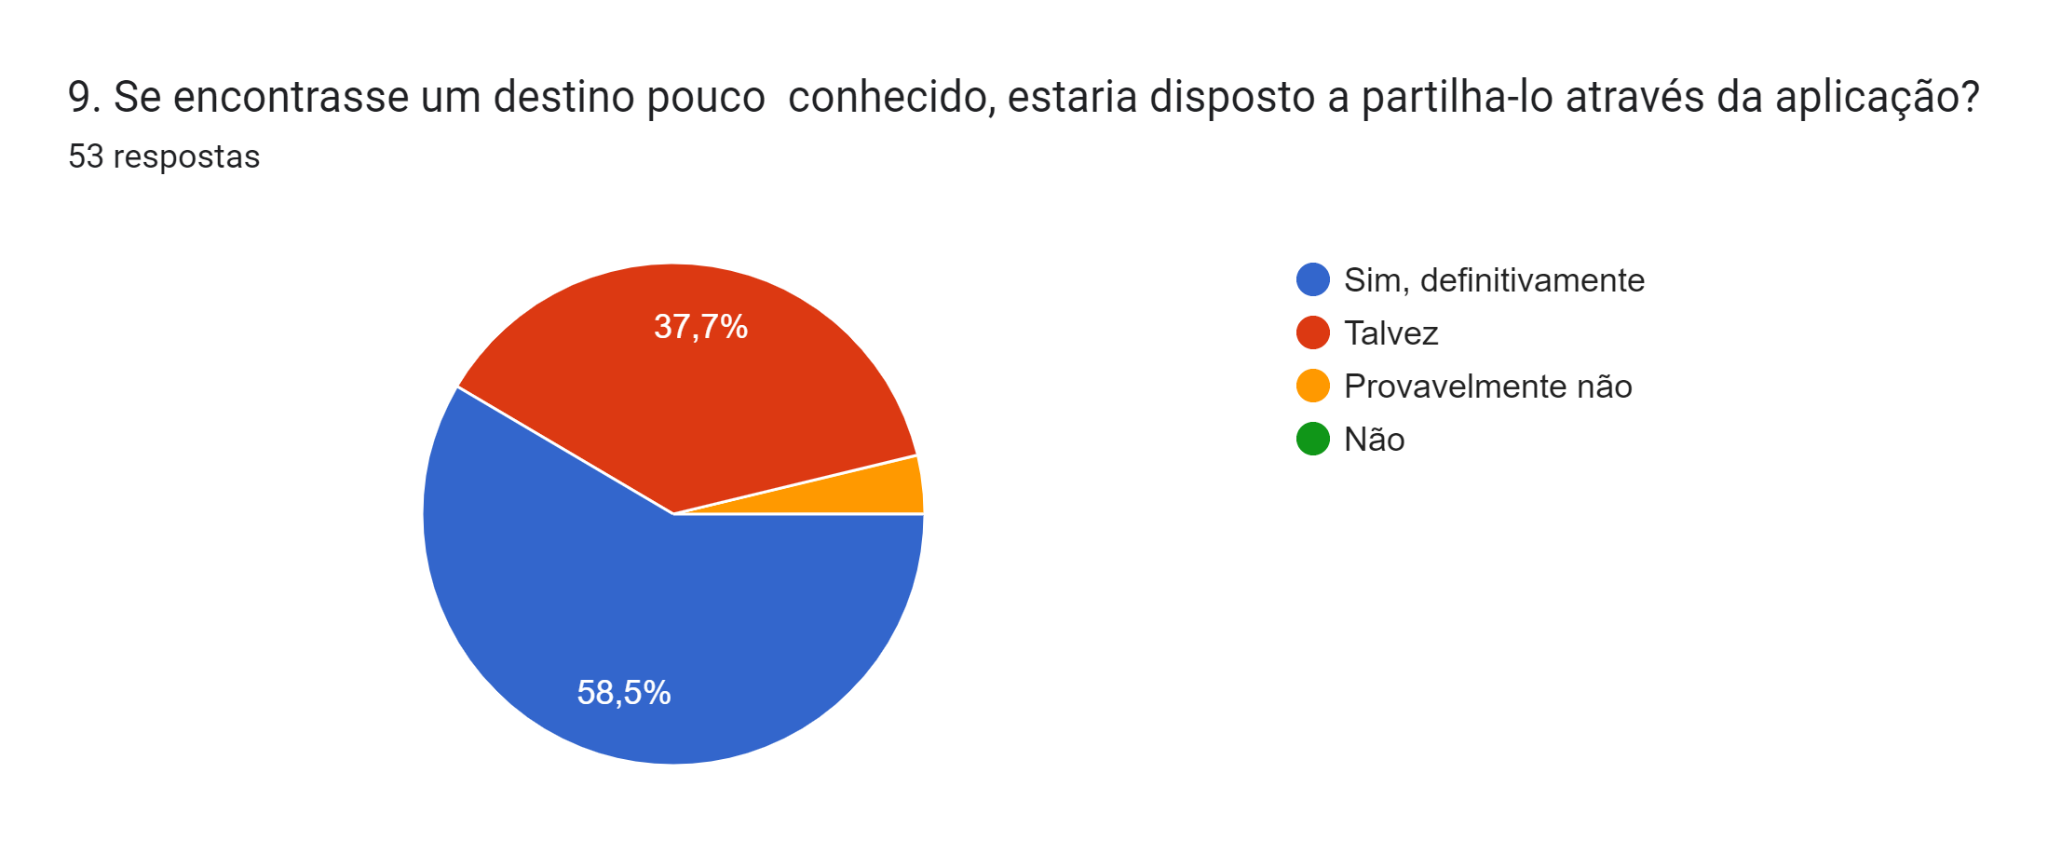 9. Se encontrasse um destino pouco  conhecido, estaria disposto a partilha-lo através da aplicação?
53 respostas
37,7%
58,5%
Sim, definitivamente
Talvez
Provavelmente não
Não